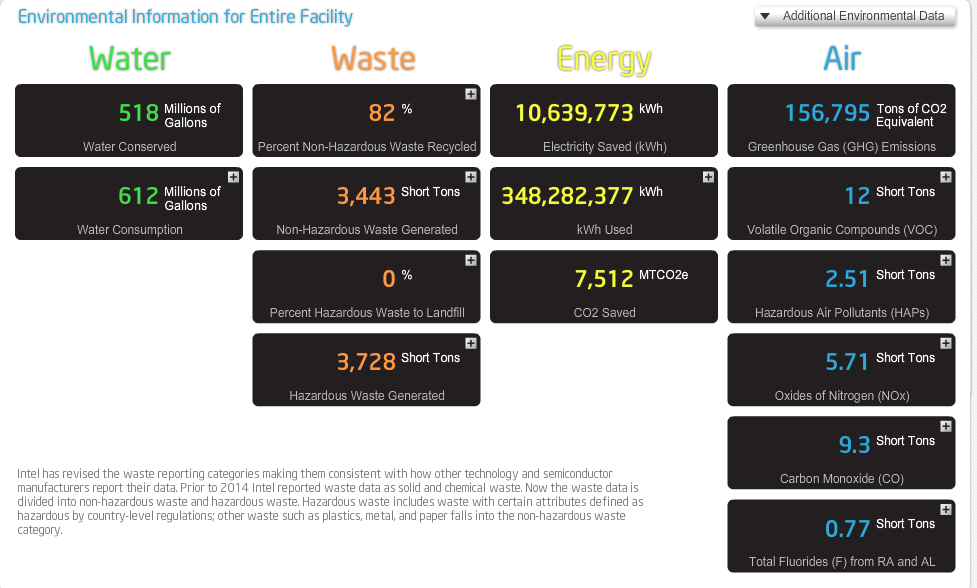 Environmental Information for Entire Facility
Additional Environmental Data
Water
Waste
Energy
Air
518 Millions of Gallons
Water Conserved
82 %
Percent Non-Hazardous Waste Recycled
10,639,773 kWh
Electricity Saved (kWh)
156,795 Tons of CO2 Equivalent
Greenhouse Gas (GHG) Emissions
612 Millions of Gallons
Water Consumption
3,443 Short Tons
Non-Hazardous Waste Generated
348,282,377 kWh
kWh Used
12 Short Tons
Volatile Organic Compounds (VOC)
0 %
Percent Hazardous Waste to Landfill
7,512 MTCO2e
CO2 Saved
2.51 Short Tons
Hazardous Air Pollutants (HAPs)
3,728 Short Tons
Hazardous Waste Generated
5.71 Short Tons
Oxides of Nitrogen (NOx)
9.3 Short Tons
Carbon Monoxide (CO)
0.77 Short Tons
Total Fluorides (F) from RA and AL
Intel has revised the waste reporting categories making them consistent with how other technology and semiconductor
manufacturers report their data. Prior to 2014 Intel reported waste data as solid and chemical waste. Now the waste data is
divided into non-hazardous waste and hazardous waste. Hazardous waste includes waste with certain attributes defined as
hazardous by country-level regulations; other waste such as plastics, metal, and paper falls into the non-hazardous waste
category.